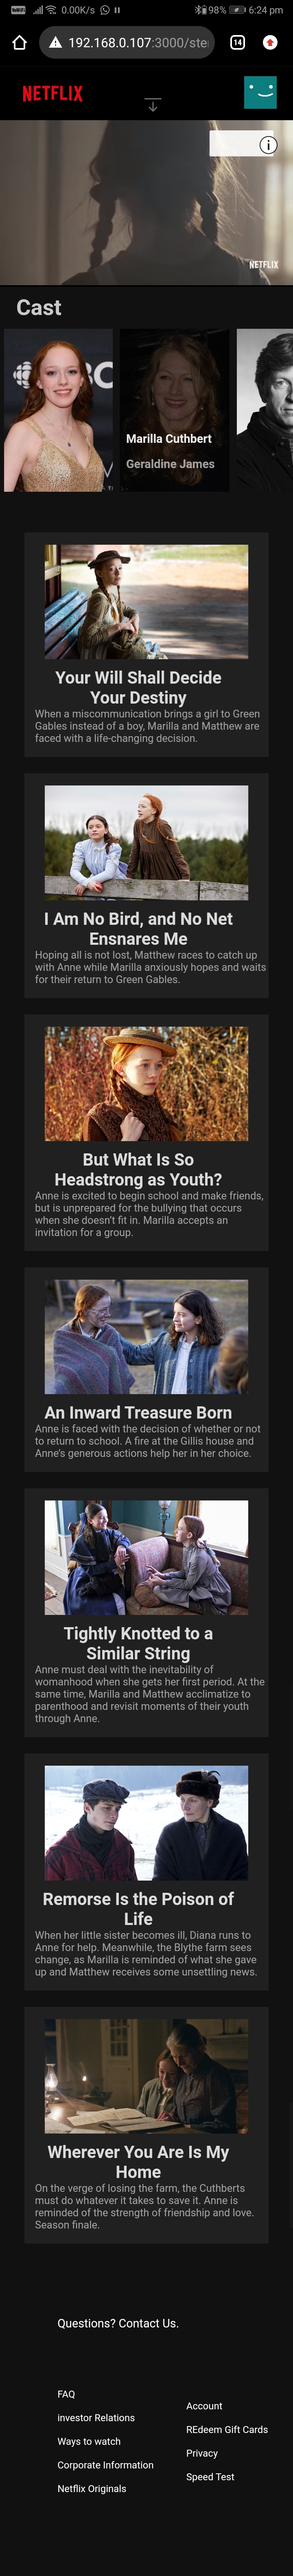 VoWiFi 0.00K/s 98% 6:24 pm
192.168.0.107:3000/ste
14
NETFLIX
i
NETFLIX
Cast
Marilla Cuthbert
Geraldine James
Your Will Shall Decide
Your Destiny
When a miscommunication brings a girl to Green
Gables instead of a boy, Marilla and Matthew are
faced with a life-changing decision.
I Am No Bird, and No Net
Ensnares Me
Hoping all is not lost, Matthew races to catch up
with Anne while Marilla anxiously hopes and waits
for their return to Green Gables.
But What Is So
Headstrong as Youth?
Anne is excited to begin school and make friends,
but is unprepared for the bullying that occurs
when she doesn't fit in. Marilla accepts an
invitation for a group.
An Inward Treasure Born
Anne is faced with the decision of whether or not
to return to school. A fire at the Gillis house and
Anne's generous actions help her in her choice.
Tightly Knotted to a
Similar String
Anne must deal with the inevitability of
womanhood when she gets her first period. At the
same time, Marilla and Matthew acclimatize to
parenthood and revisit moments of their youth
through Anne.
Remorse Is the Poison of
Life
When her little sister becomes ill, Diana runs to
Anne for help. Meanwhile, the Blythe farm sees
change, as Marilla is reminded of what she gave
up and Matthew receives some unsettling news.
Wherever You Are Is My
Home
On the verge of losing the farm, the Cuthberts
must do whatever it takes to save it. Anne is
reminded of the strength of friendship and love.
Season finale.
Questions? Contact Us.
FAQ
investor Relations
Ways to watch
Corporate Information
Netflix Originals
Account
REdeem Gift Cards
Privacy
Speed Test